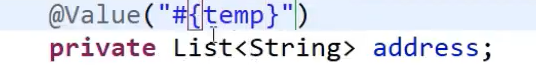 @Value("#{temp}")
private List<String> address;